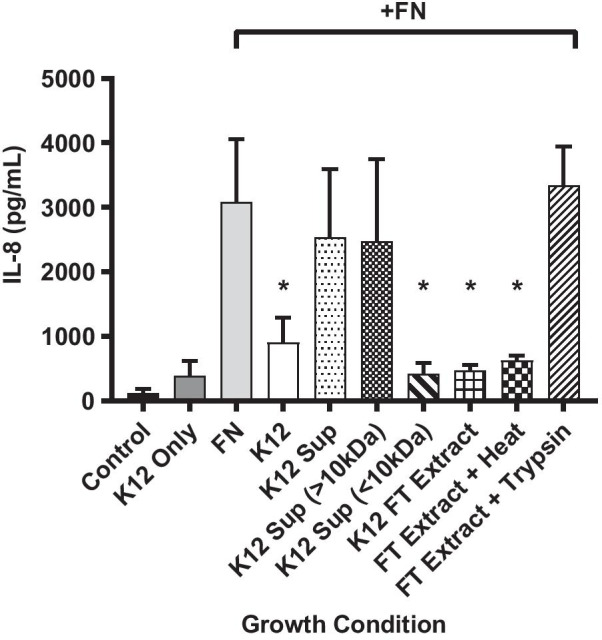 +FN
IL-8 (pg/mL)
5000
4000
3000
2000
1000
0
*
*
*
*
Control
K12 Only
FN
K12
K12 Sup
K12 Sup (>10kDa)
K12 Sup (<10kDa)
K12 FT Extract
FT Extract + Heat
FT Extract + Trypsin
Growth Condition